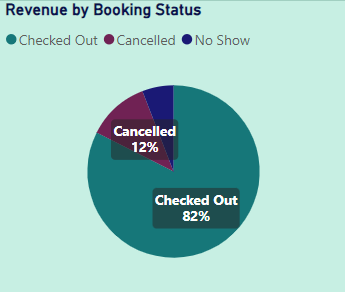 Revenue by Booking Status
Checked Out Cancelled No Show
Cancelled
12%
Checked Out
82%